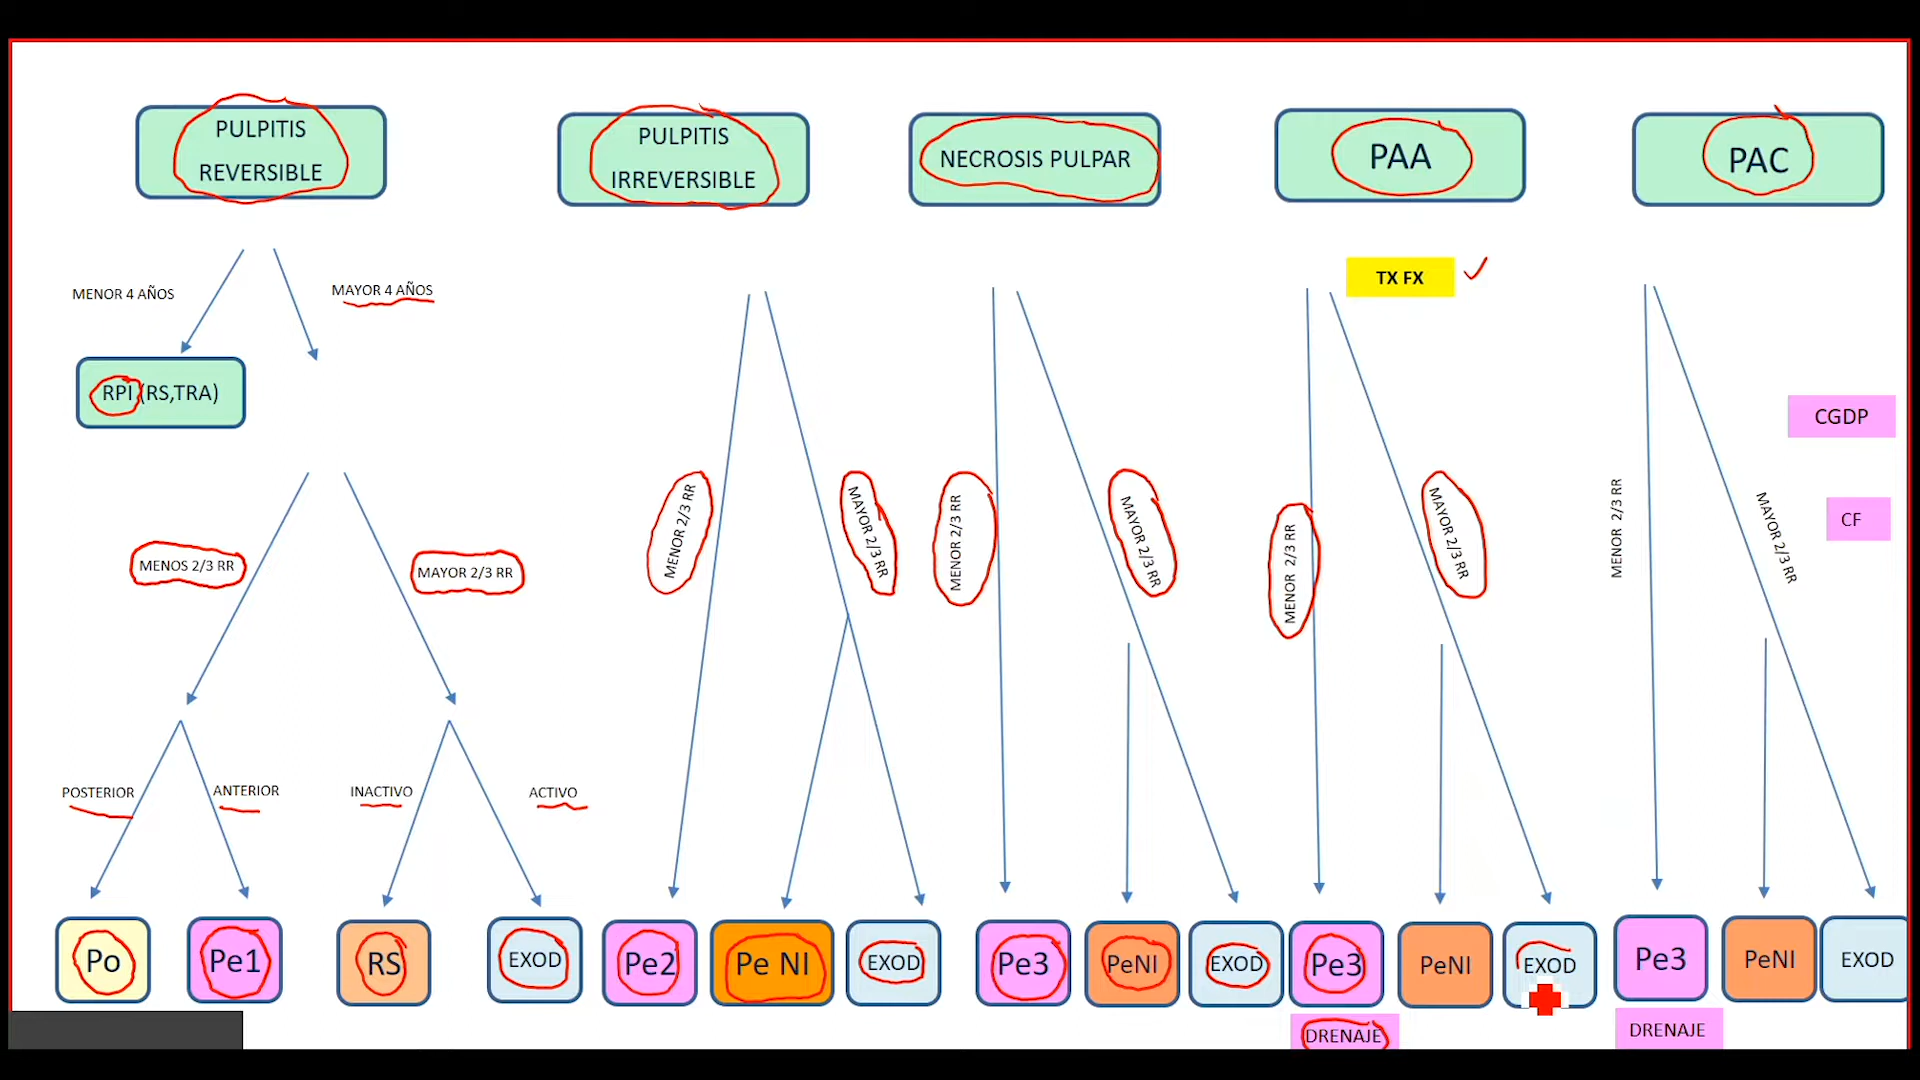 PULPITIS
REVERSIBLE
PULPITIS
IRREVERSIBLE
NECROSIS PULPAR
PAA
PAC
TX FX
MENOR 4 AÑOS
MAYOR 4 AÑOS
RPI (RS,TRA)
CGDP
CF
MENOS 2/3 RR
MAYOR 2/3 RR
MENOR 2/3 RR
MAYOR 2/3 RR
MENOR 2/3 RR
MAYOR 2/3 RR
MENOR 2/3 RR
MAYOR 2/3 RR
MENOR 2/3 RR
MAYOR 2/3 RR
POSTERIOR
ANTERIOR
INACTIVO
ACTIVO
Po
Pe1
RS
EXOD
Pe2
Pe NI
EXOD
Pe3
PeNI
EXOD
Pe3
PeNI
EXOD
Pe3
PeNI
EXOD
DRENAJE
DRENAJE